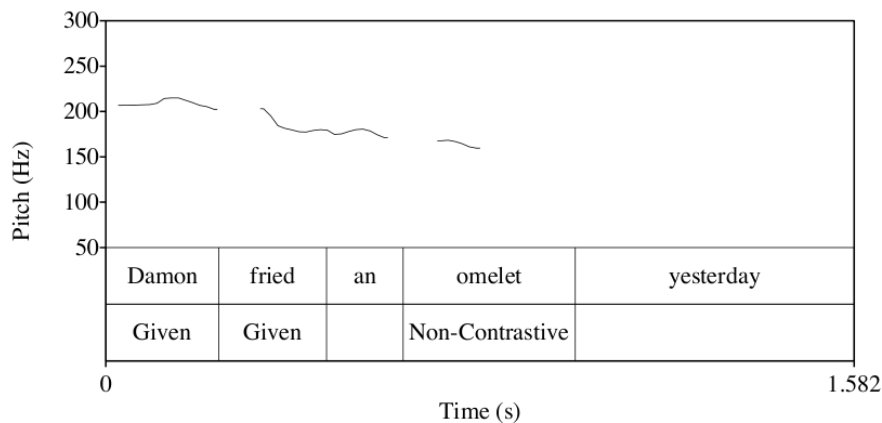 300
250
200
150
100
50
Pitch (Hz)
Damon fried an omelet yesterday
Given Given Non-Contrastive
0 1.582
Time (s)